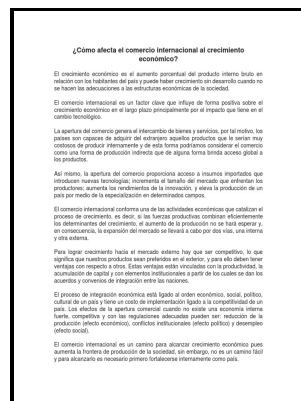 ¿Cómo afecta el comercio internacional al crecimiento
económico?
El crecimiento económico es el aumento porcentual del producto interno bruto en
relación con los habitantes del país y puede haber crecimiento sin desarrollo cuando no
se hacen las adecuaciones a las estructuras económicas de la sociedad.
El comercio internacional es un factor clave que influye de forma positiva sobre el
crecimiento económico en el largo plazo principalmente por el impacto que tiene en el
cambio tecnológico.
La apertura del comercio genera el intercambio de bienes y servicios, por tal motivo, los
países son capaces de adquirir del extranjero aquellos productos que le serían muy
costosos de producir internamente y de esta forma podríamos considerar el comercio
como una forma de producción indirecta que de alguna forma brinda acceso global a
los productos.
Así mismo, la apertura del comercio proporciona acceso a insumos importados que
introducen nuevas tecnologías; incrementa el tamaño del mercado que enfrentan los
productores; aumenta los rendimientos de la innovación, y eleva la producción de un
país por medio de la especialización en determinados campos.
El comercio internacional conforma una de las actividades económicas que catalizan el
proceso de crecimiento, es decir, si las fuerzas productivas combinan eficientemente
los determinantes del crecimiento, el aumento de la producción no se hará esperar y,
en consecuencia, la expansión del mercado se llevará a cabo por dos vías, una interna
y otra externa.
Para lograr crecimiento hacia el mercado externo hay que ser competitivo, lo que
significa que nuestros productos sean preferidos en el exterior, y para ello deben tener
ventajas con respecto a otros. Estas ventajas están vinculadas con la productividad, la
acumulación de capital y con elementos institucionales a partir de los cuales se dan los
acuerdos y convenios de integración entre las naciones.
El proceso de integración económica está ligado al orden económico, social, político,
cultural de un país y tiene un costo de implementación ligado a la competitividad de un
país. Los efectos de la apertura comercial cuando no existe una economía interna
fuerte, competitiva y con las regulaciones adecuadas pueden ser: reducción de la
producción (efecto económico), conflictos institucionales (efecto político) y desempleo
(efecto social).
El comercio internacional es un camino para alcanzar crecimiento económico pues
aumenta la frontera de producción de la sociedad, sin embargo, no es un camino fácil
y para alcanzarlo es necesario primero fortalecerse internamente como país.